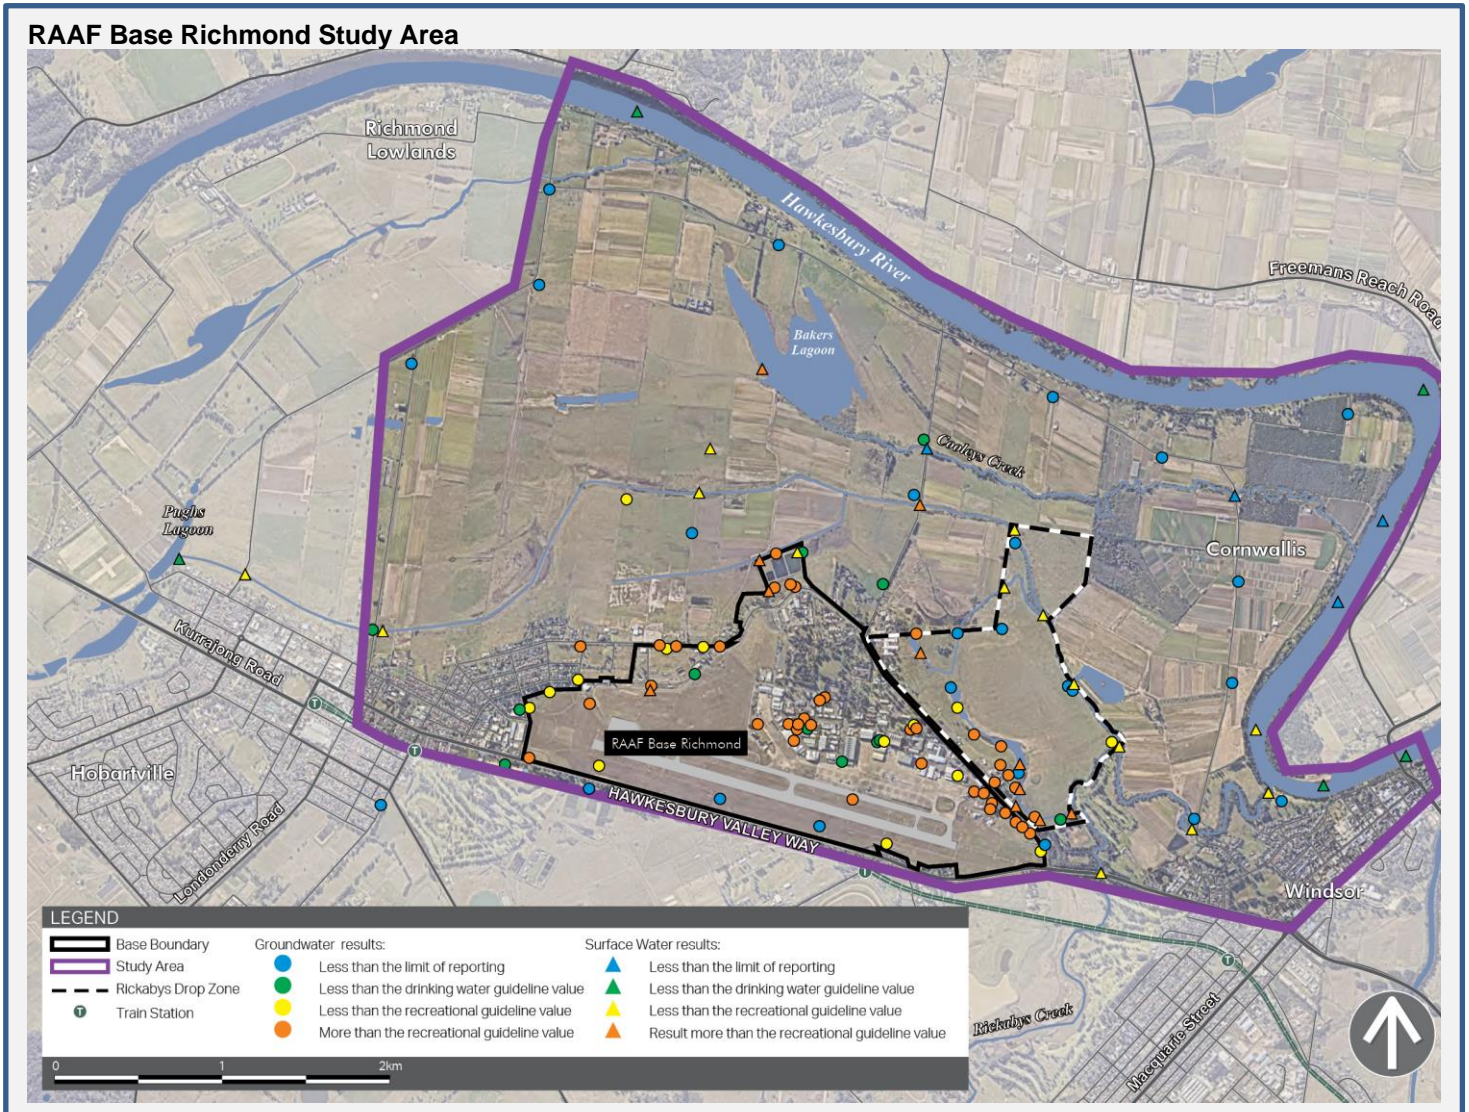 RAAF Base Richmond Study Area
Richmond
Lowlands
Hawkesbury River
Freemans Reach Road
Bakers
Lagoon
Cooleys Creek
Pughs
Lagoon
Cornwallis
Kurrajong Road
T
RAAF Base Richmond
T
Hobartville
HAWKESBURY VALLEY WAY
Londonderry Road
T
Windsor
LEGEND
Base Boundary
Study Area
Rickabys Drop Zone
T Train Station
Groundwater results:
Less than the limit of reporting
Less than the drinking water guideline value
Less than the recreational guideline value
More than the recreational guideline value
Surface Water results:
Less than the limit of reporting
Less than the drinking water guideline value
Less than the recreational guideline value
Result more than the recreational guideline value
T
Rickabys Creek
Macquarie Street
0 1 2km